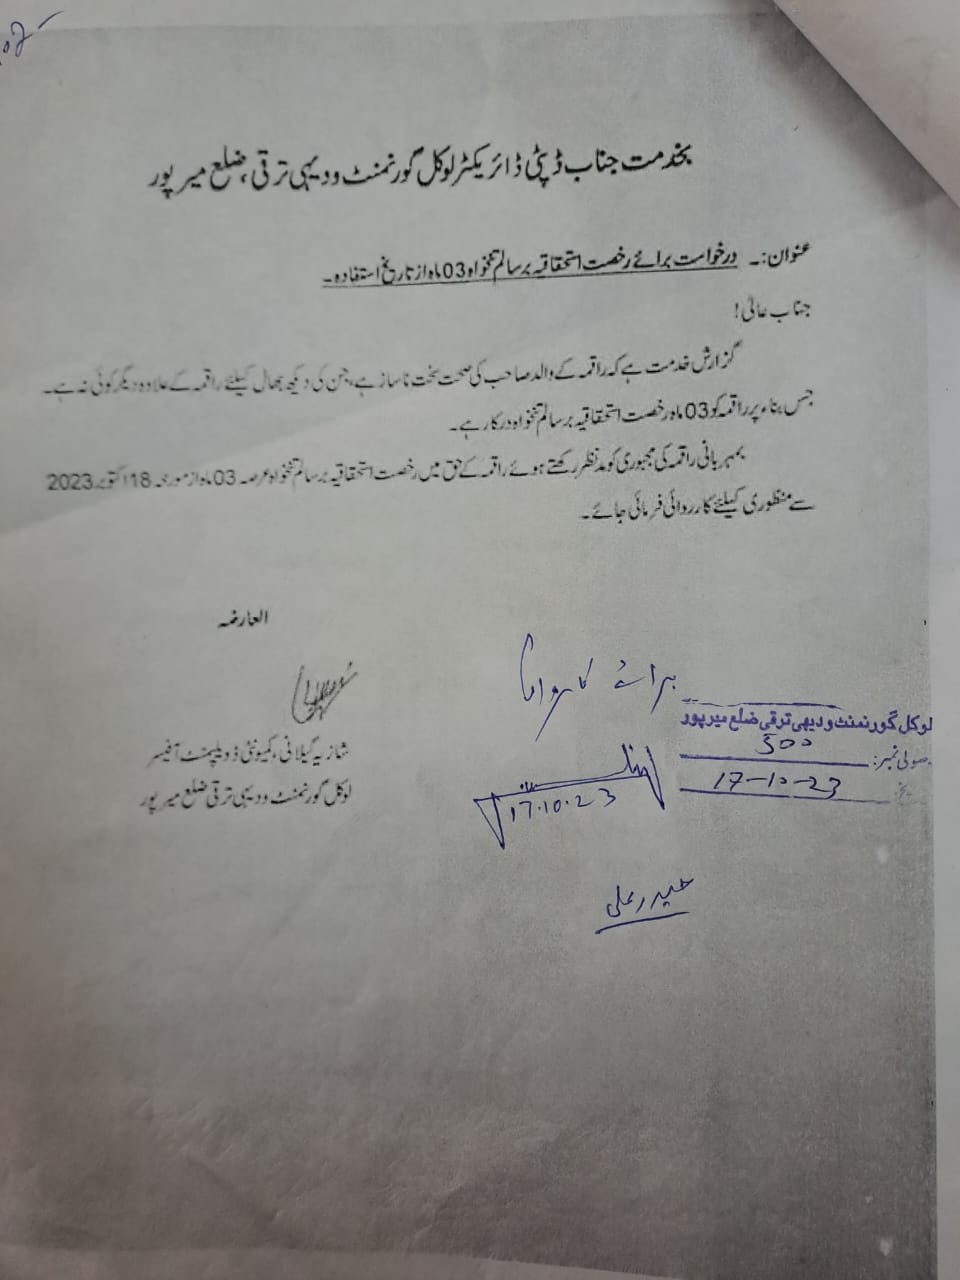 بخدمت جناب ڈپٹی ڈائریکٹر لوکل گورنمنٹ و دیہی ترقی، ضلع میرپور
عنوان:۔ درخواست برائے رخصت استحقاقیہ بر سالم تنخواہ 03 ماہ از تاریخ استفادہ۔
جناب عالیٰ!
گزارش خدمت ہے کہ راقمہ کے والد صاحب کی صحت سخت ناساز ہے، جن کی دیکھ بھال کیلئے راقمہ کے علاوہ دیگر کوئی نہ ہے۔
جس بناء پر راقمہ کو 03 ماہ رخصت استحقاقیہ بر سالم تنخواہ درکار ہے۔
بمہربانی راقمہ کی مجبوری کو مدنظر رکھتے ہوئے راقمہ کے حق میں رخصت استحقاقیہ بر سالم تنخواہ عرصہ 03 ماہ از مورخہ 18 اکتوبر 2023
سے منظوری کیلئے کارروائی فرمائی جائے۔
العارضہ
شازیہ گیلانی، کمیونٹی ڈویلپمنٹ آفیسر
لوکل گورنمنٹ و دیہی ترقی ضلع میرپور
برائے کاروائی
17.10.23
لوکل گورنمنٹ و دیهی ترقی ضلع میرپور
وصولی نمبر: 500
17-10-23
حیدر علی